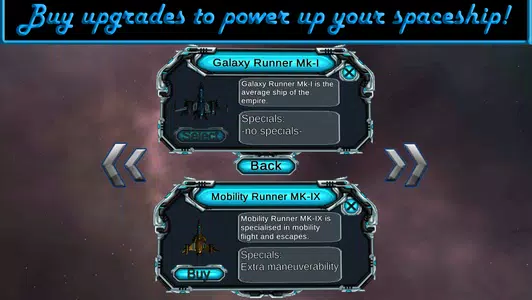 Buy upgrades to power up your spaceship!
Galaxy Runner Mk-I
Galaxy Runner Mk-I is the
average ship of the
empire.
Select
Specials:
-no specials-
Back
Mobility Runner MK-IX
Mobility Runner MK-IX is
specialised in mobility
flight and escapes.
Buy
Specials:
Extra maneuverability